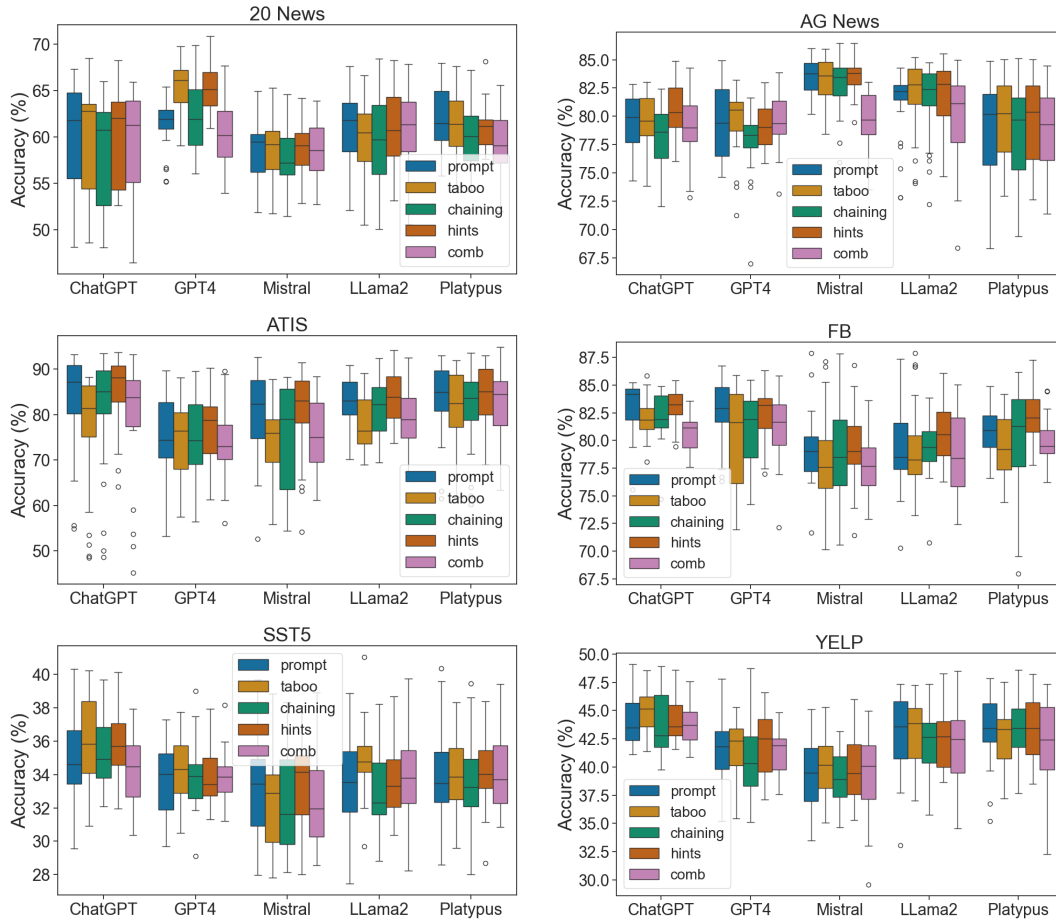 20 News
Accuracy (%)
70
65
60
55
50
prompt
taboo
chaining
hints
comb
ChatGPT GPT4 Mistral LLama2 Platypus
AG News
Accuracy (%)
85.0
82.5
80.0
77.5
75.0
72.5
70.0
67.5
prompt
taboo
chaining
hints
comb
ChatGPT GPT4 Mistral LLama2 Platypus
ATIS
Accuracy (%)
90
80
70
60
50
prompt
taboo
chaining
hints
comb
ChatGPT GPT4 Mistral LLama2 Platypus
FB
Accuracy (%)
87.5
85.0
82.5
80.0
77.5
75.0
72.5
70.0
67.5
prompt
taboo
chaining
hints
comb
ChatGPT GPT4 Mistral LLama2 Platypus
SST5
Accuracy (%)
40
38
36
34
32
30
28
prompt
taboo
chaining
hints
comb
ChatGPT GPT4 Mistral LLama2 Platypus
YELP
Accuracy (%)
50.0
47.5
45.0
42.5
40.0
37.5
35.0
32.5
30.0
prompt
taboo
chaining
hints
comb
ChatGPT GPT4 Mistral LLama2 Platypus